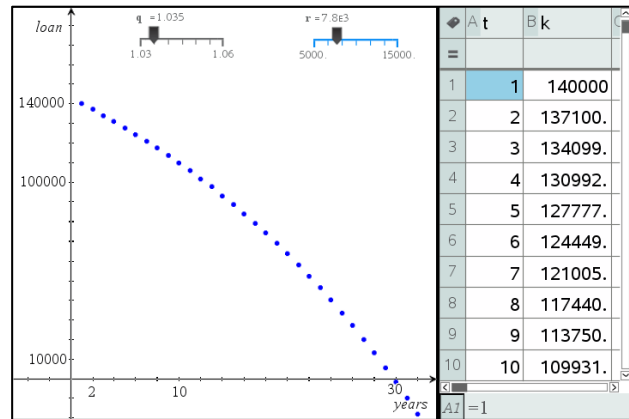 loan
q =1.035
1.03 1.06
r =7.8E3
5000. 15000.
140000
100000
10000
2 10 30
years
A t B k C
=
1 1 140000
2 2 137100.
3 3 134099.
4 4 130992.
5 5 127777.
6 6 124449.
7 7 121005.
8 8 117440.
9 9 113750.
10 10 109931.
A1 =1